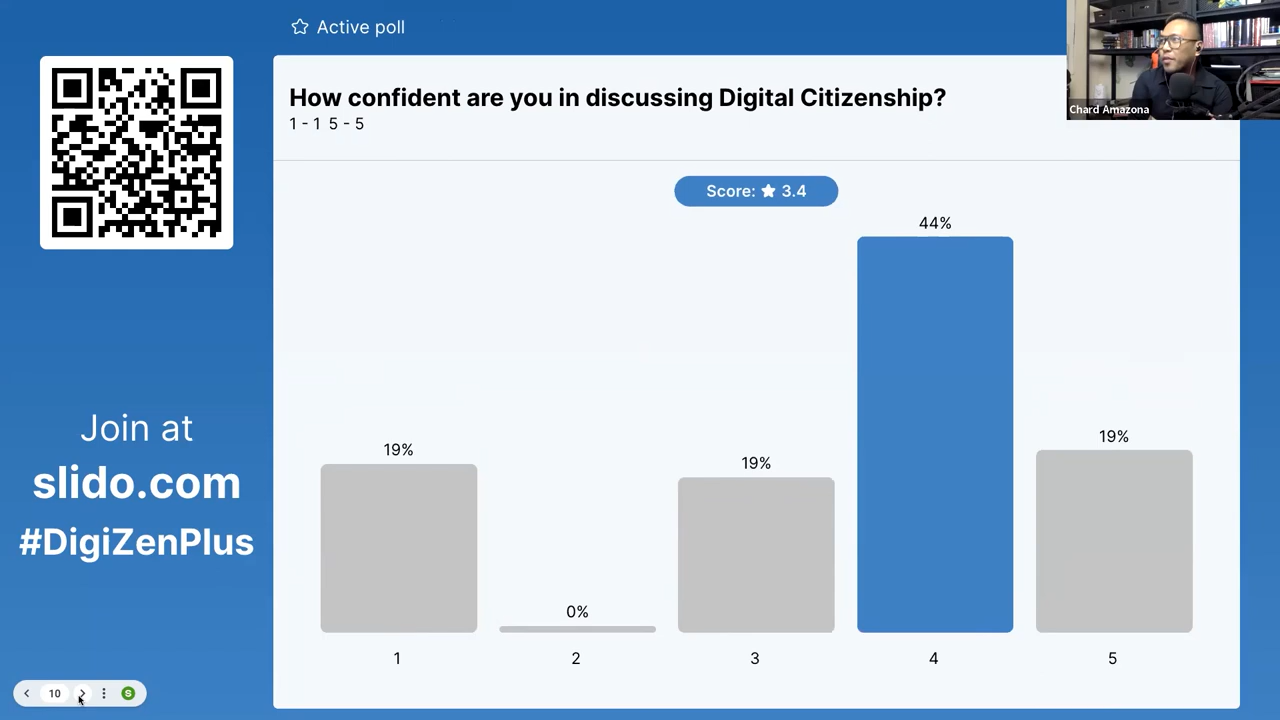 Active poll
How confident are you in discussing Digital Citizenship?
1 - 1 5 - 5
Chard Amazona
Score: 3.4
44%
19%
19%
19%
0%
1 2 3 4 5
Join at
slido.com
#DigiZenPlus
10
S